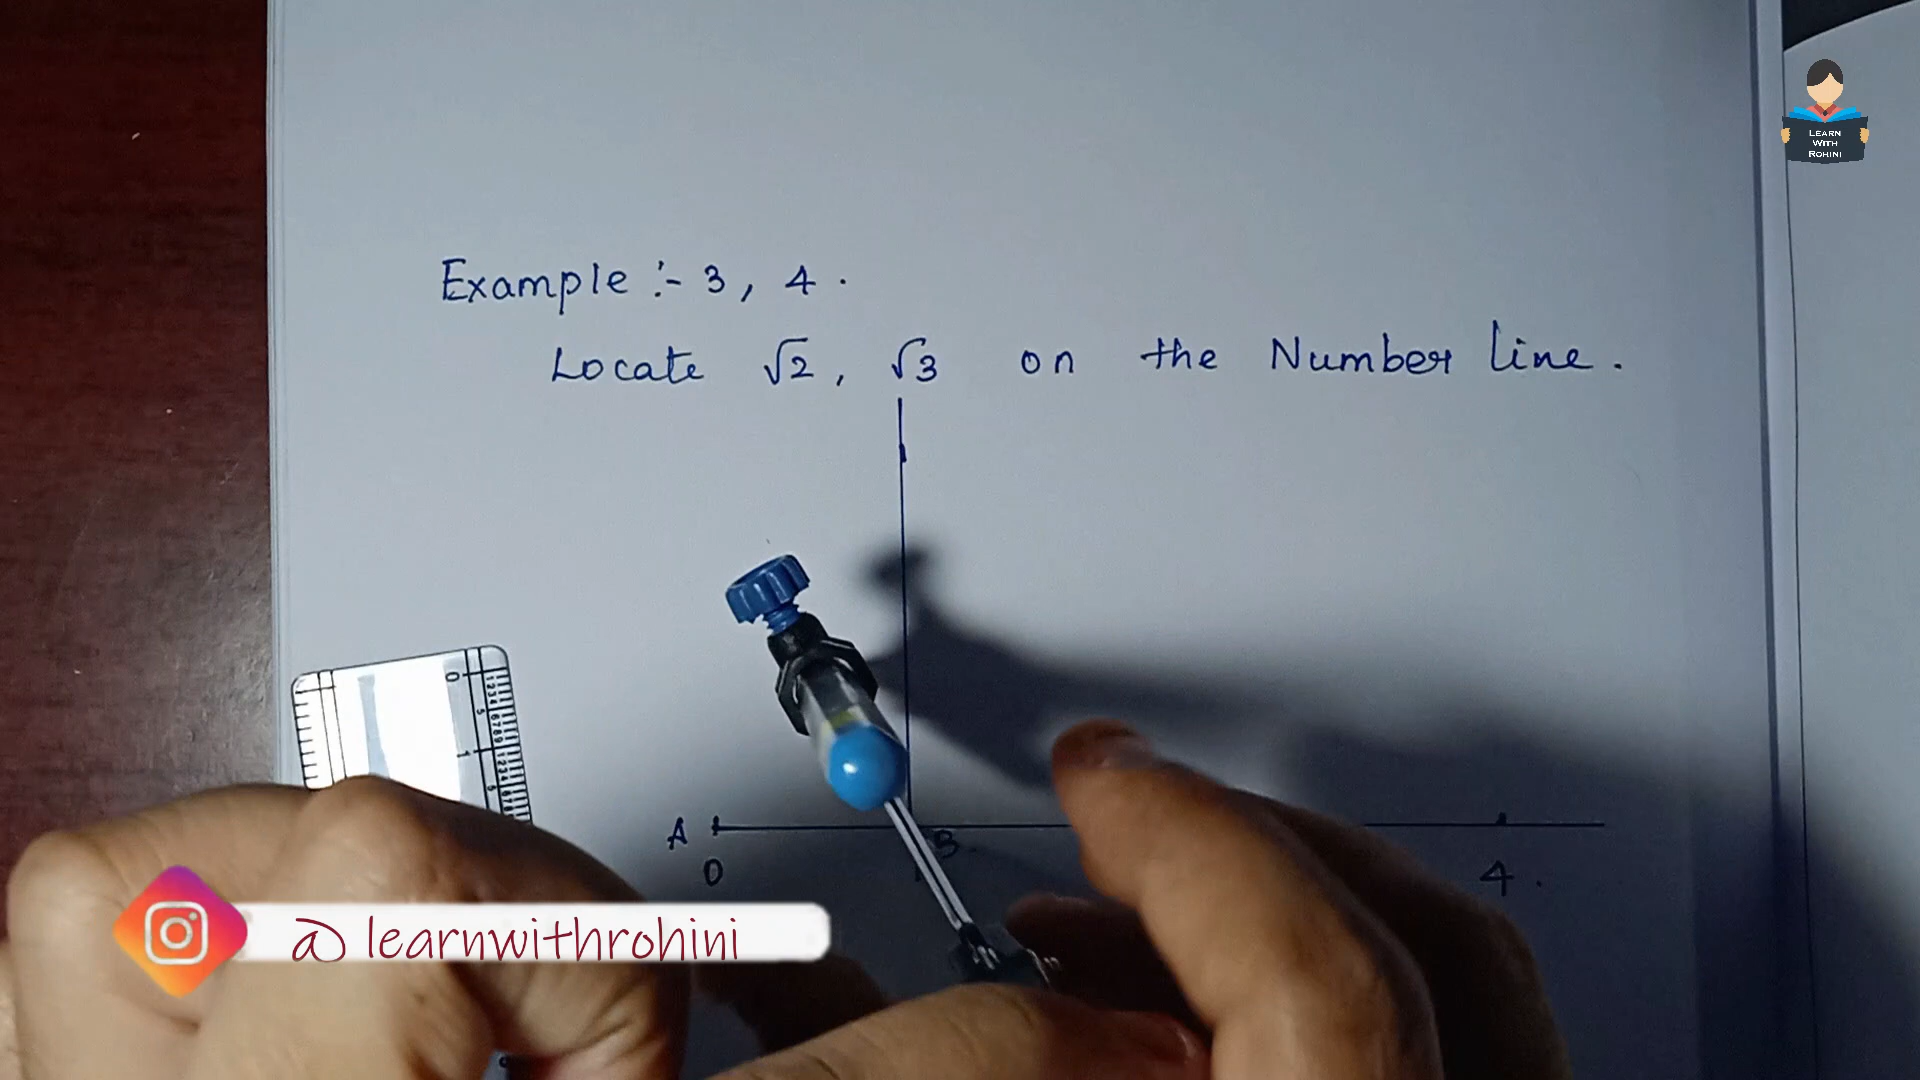 LEARN
WITH
ROHINI
Example :- 3, 4.
Locate √2, √3 on the Number line.
A
B.
0
4.
@learnwithrohini